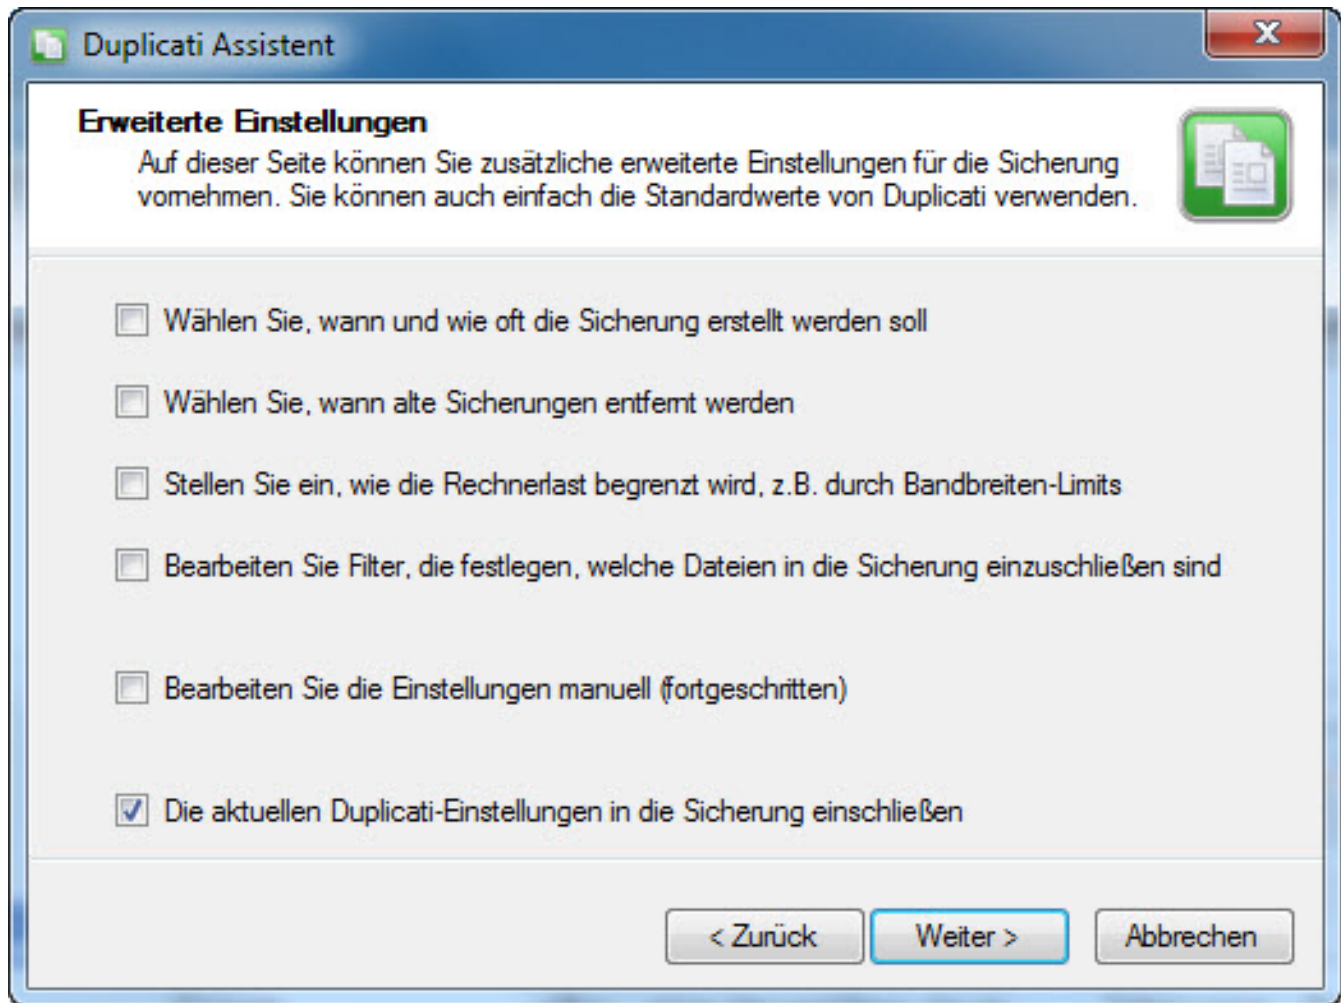 Duplicati Assistent
Erweiterte Einstellungen
Auf dieser Seite können Sie zusätzliche erweiterte Einstellungen für die Sicherung
vornehmen. Sie können auch einfach die Standardwerte von Duplicati verwenden.
Wählen Sie, wann und wie oft die Sicherung erstellt werden soll
Wählen Sie, wann alte Sicherungen entfernt werden
Stellen Sie ein, wie die Rechnerlast begrenzt wird, z.B. durch Bandbreiten-Limits
Bearbeiten Sie Filter, die festlegen, welche Dateien in die Sicherung einzuschließen sind
Bearbeiten Sie die Einstellungen manuell (fortgeschritten)
Die aktuellen Duplicati-Einstellungen in die Sicherung einschließen
< Zurück Weiter > Abbrechen